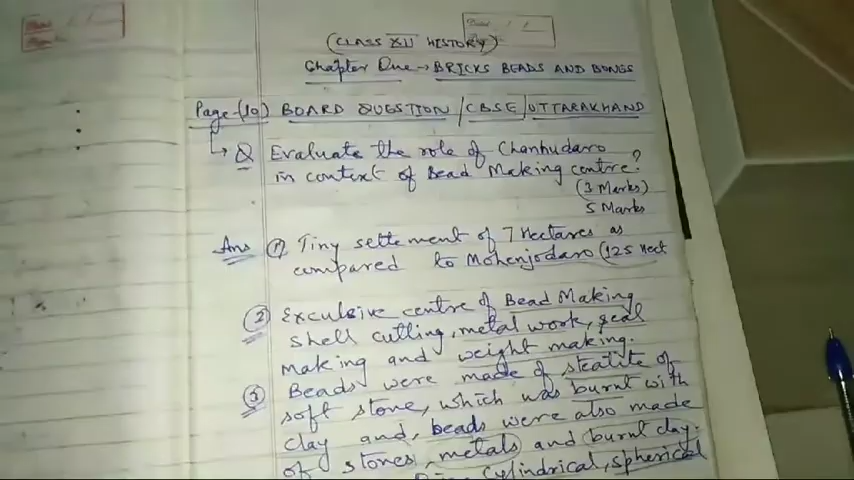 (CLASS XII HISTORY)
Chapter One → BRICKS BEADS AND BONES
Page-(10) BOARD QUESTION / CBSE / UTTARAKHAND
Q Evaluate the role of Chanhudaro
in context of Bead Making centre?
(3 Marks)
5 Marks
Ans ① Tiny settement of 7 Hectares as
compared to Mohenjodaro (125 Hect
② Exculsive centre of Bead Making
shell cutting, metal work, seal
making and weight making.
③ Beads were made of steatite of
soft stone, which was burnt with
clay and, beads were also made
of stones, metals and burnt clay.
Cylindrical, spherical